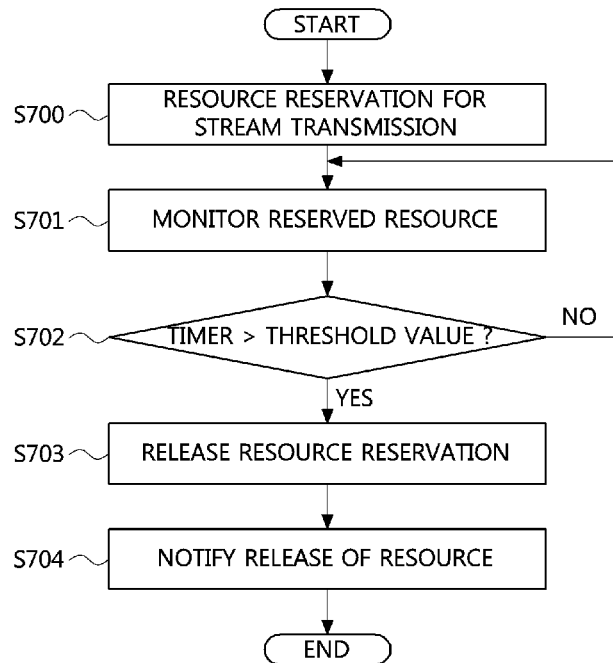 START
S700
RESOURCE RESERVATION FOR
STREAM TRANSMISSION
S701
MONITOR RESERVED RESOURCE
S702
TIMER > THRESHOLD VALUE ?
NO
YES
S703
RELEASE RESOURCE RESERVATION
S704
NOTIFY RELEASE OF RESOURCE
END